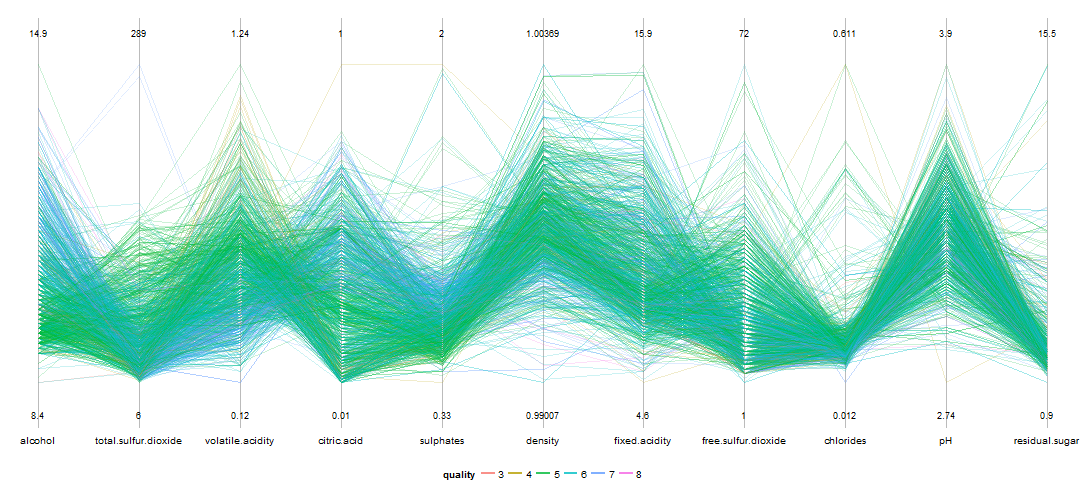 14.9 289 1.24 1 2 1.00369 15.9 72 0.611 3.9 15.5
8.4 6 0.12 0.01 0.33 0.99007 4.6 1 0.012 2.74 0.9
alcohol total.sulfur.dioxide volatile.acidity citric.acid sulphates density fixed.acidity free.sulfur.dioxide chlorides pH residual.sugar
quality 3 4 5 6 7 8